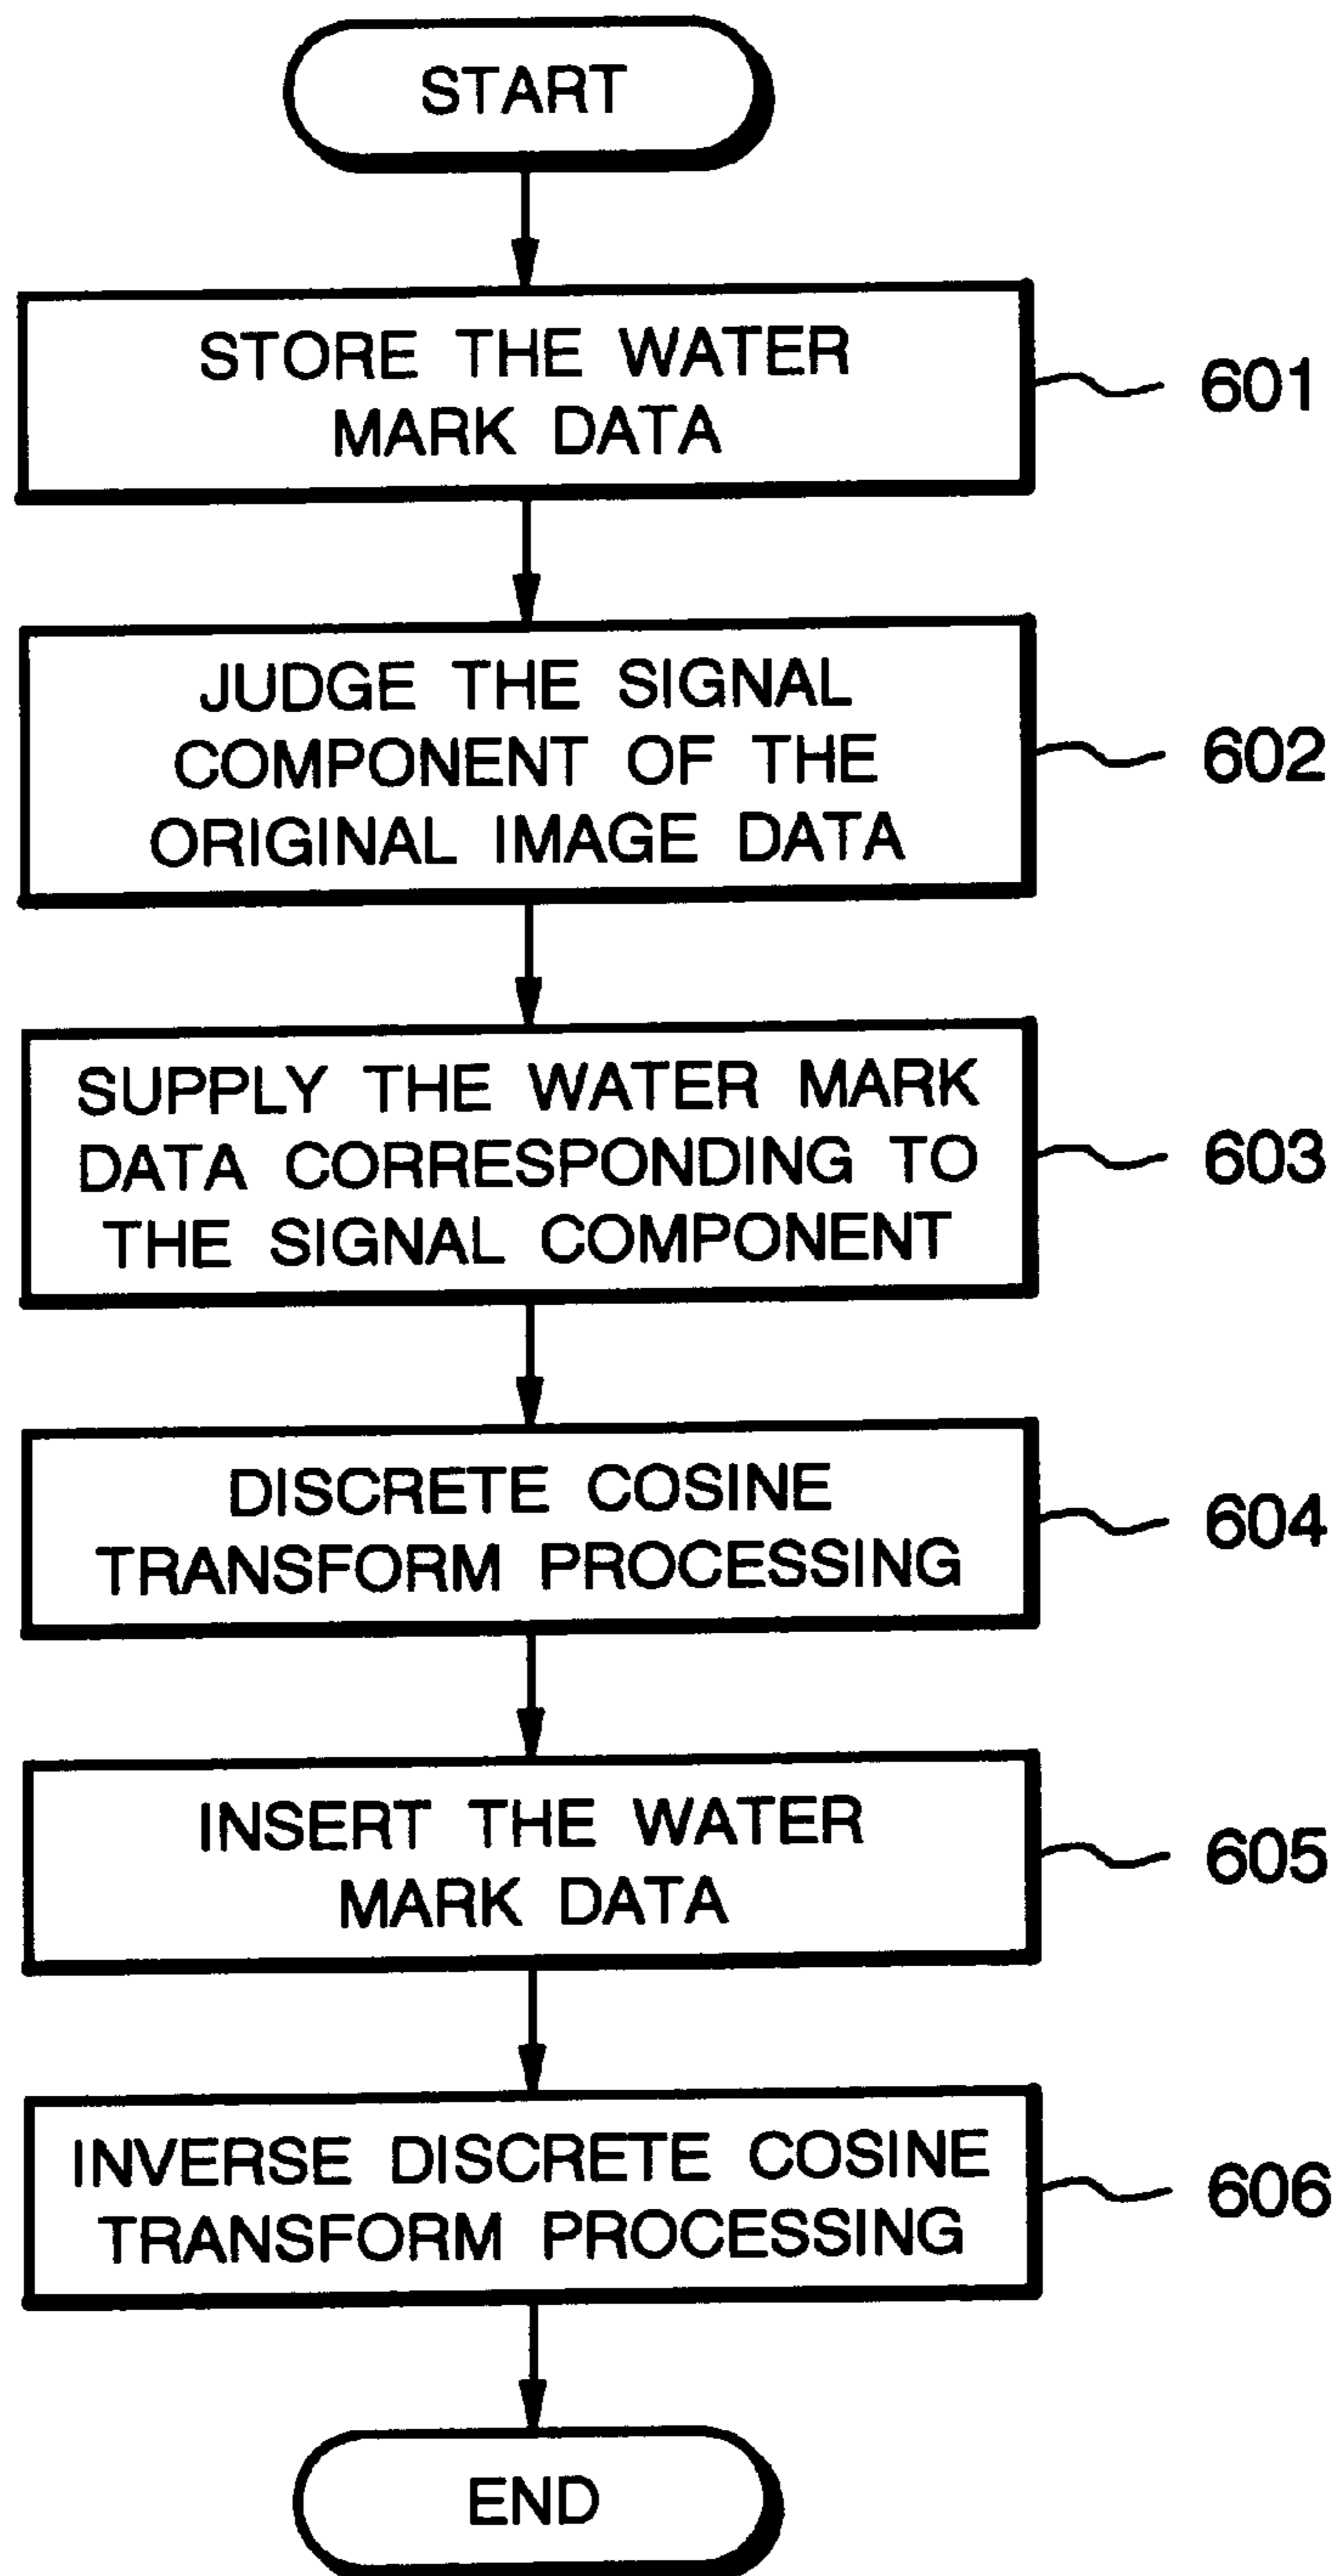 START
STORE THE WATER
MARK DATA
601
JUDGE THE SIGNAL
COMPONENT OF THE
ORIGINAL IMAGE DATA
602
SUPPLY THE WATER MARK
DATA CORRESPONDING TO
THE SIGNAL COMPONENT
603
DISCRETE COSINE
TRANSFORM PROCESSING
604
INSERT THE WATER
MARK DATA
605
INVERSE DISCRETE COSINE
TRANSFORM PROCESSING
606
END